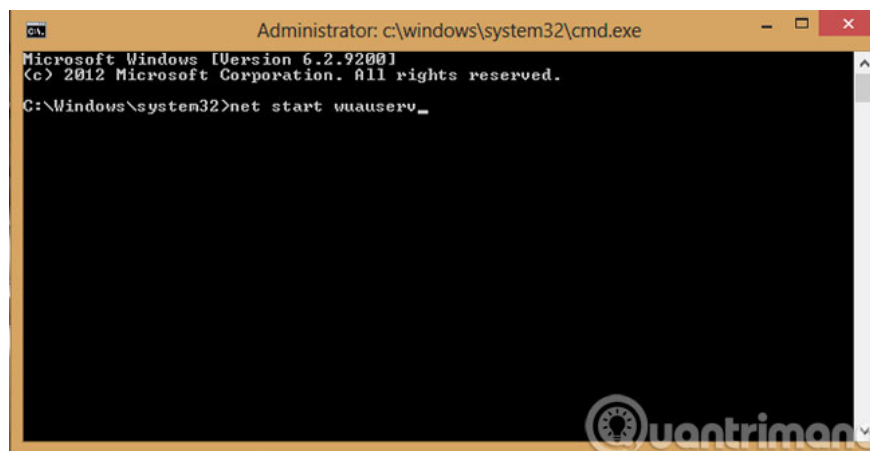 Administrator: c:\windows\system32\cmd.exe
Microsoft Windows [Version 6.2.9200]
(c) 2012 Microsoft Corporation. All rights reserved.
C:\Windows\system32>net start wuauserv_
Quantrimang